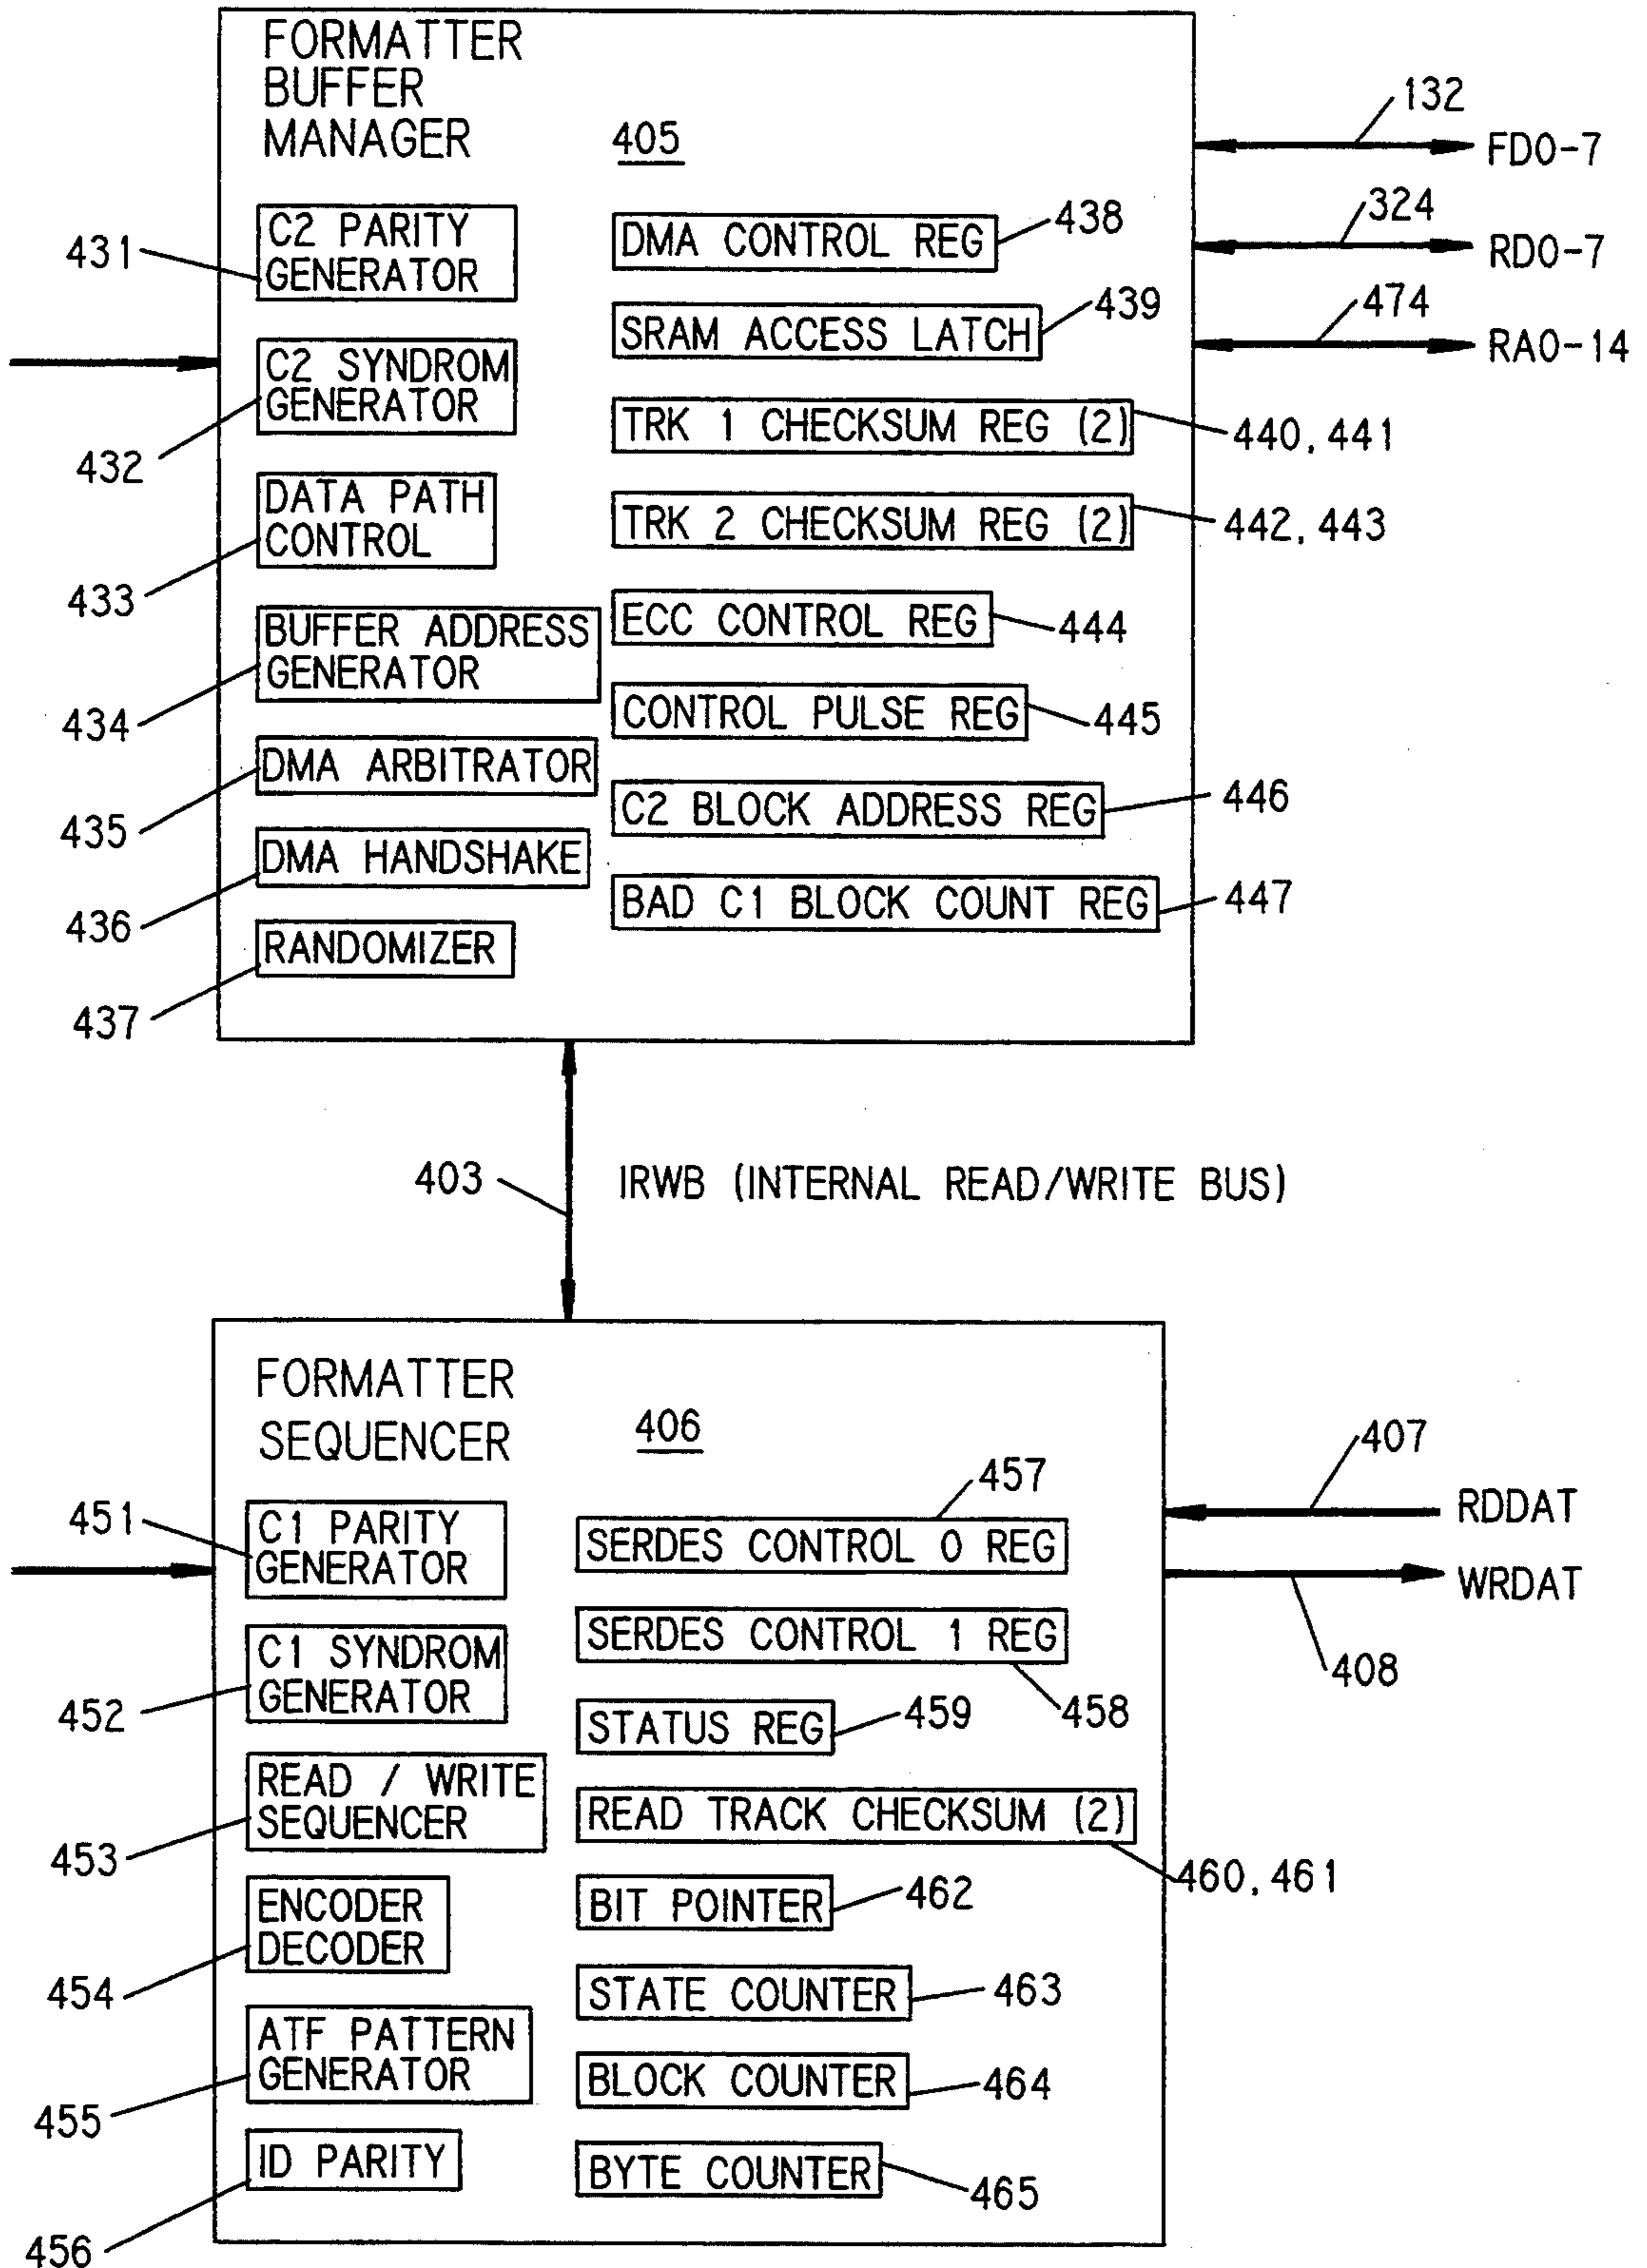 FORMATTER
BUFFER
MANAGER
405
132
FD0-7
324
RD0-7
474
RA0-14
431
C2 PARITY
GENERATOR
432
C2 SYNDROM
GENERATOR
433
DATA PATH
CONTROL
434
BUFFER ADDRESS
GENERATOR
435
DMA ARBITRATOR
436
DMA HANDSHAKE
437
RANDOMIZER
DMA CONTROL REG
438
SRAM ACCESS LATCH
439
TRK 1 CHECKSUM REG (2)
440, 441
TRK 2 CHECKSUM REG (2)
442, 443
ECC CONTROL REG
444
CONTROL PULSE REG
445
C2 BLOCK ADDRESS REG
446
BAD C1 BLOCK COUNT REG
447
403
IRWB (INTERNAL READ/WRITE BUS)
FORMATTER
SEQUENCER
406
407
RDDAT
WRDAT
408
451
C1 PARITY
GENERATOR
452
C1 SYNDROM
GENERATOR
453
READ / WRITE
SEQUENCER
454
ENCODER
DECODER
455
ATF PATTERN
GENERATOR
456
ID PARITY
457
SERDES CONTROL 0 REG
SERDES CONTROL 1 REG
458
STATUS REG
459
READ TRACK CHECKSUM (2)
460, 461
BIT POINTER
462
STATE COUNTER
463
BLOCK COUNTER
464
BYTE COUNTER
465